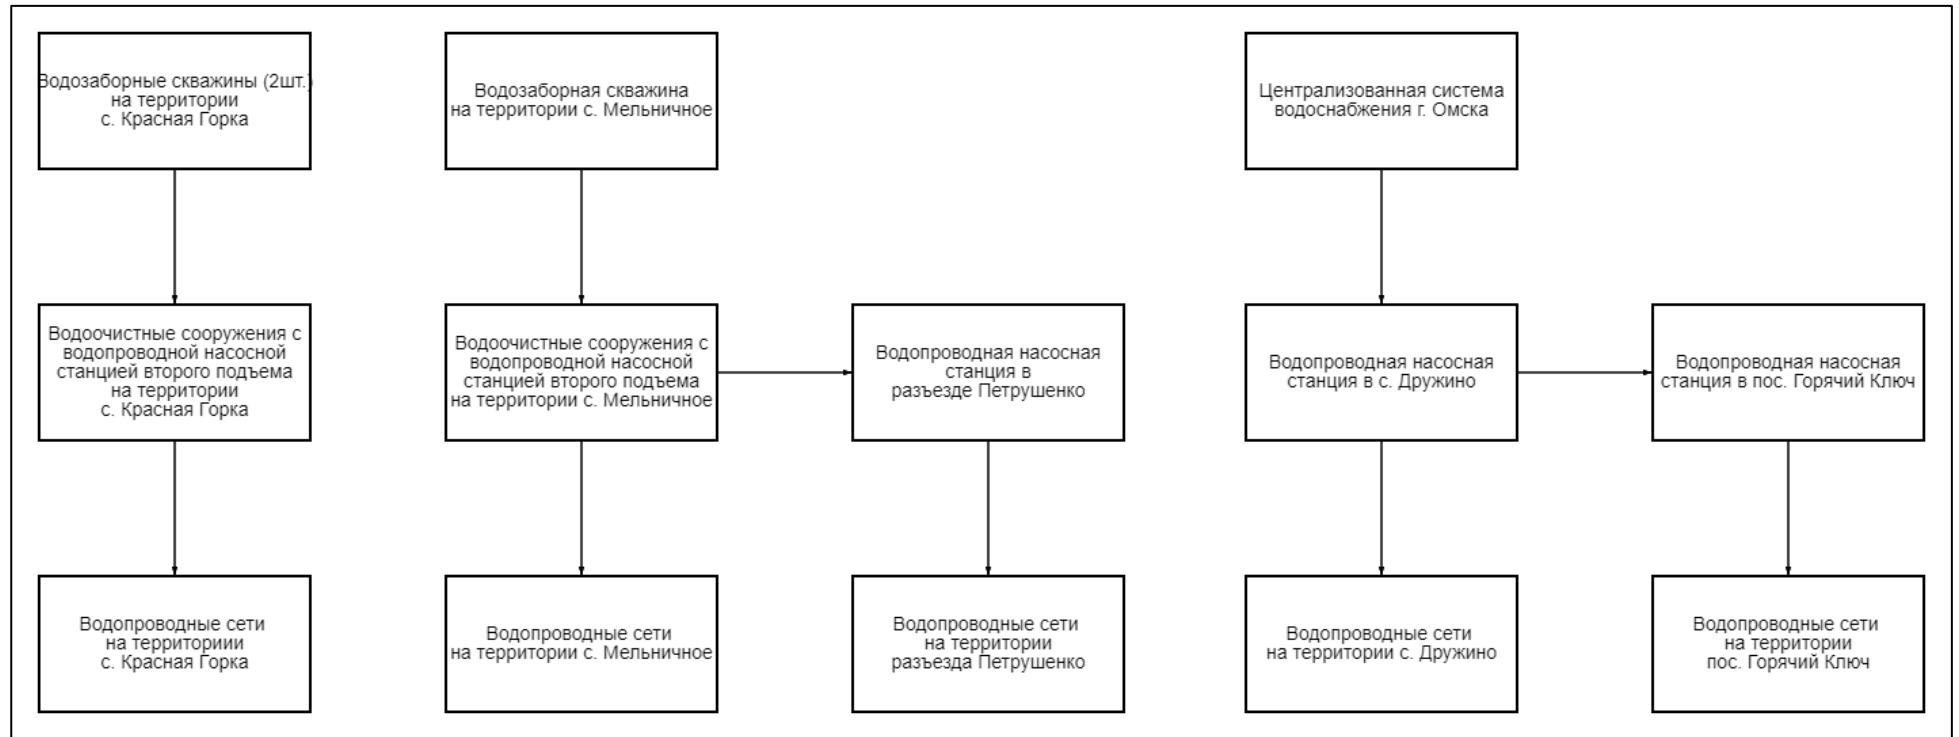 Водозаборные скважины (2шт.)
на территории
с. Красная Горка
Водозаборная скважина
на территории с. Мельничное
Централизованная система
водоснабжения г. Омска
Водоочистные сооружения с
водопроводной насосной
станцией второго подъема
на территории
с. Красная Горка
Водоочистные сооружения с
водопроводной насосной
станцией второго подъема
на территории с. Мельничное
Водопроводная насосная
станция в
разъезде Петрушенко
Водопроводная насосная
станция в с. Дружино
Водопроводная насосная
станция в пос. Горячий Ключ
Водопроводные сети
на территориии
с. Красная Горка
Водопроводные сети
на территории с. Мельничное
Водопроводные сети
на территории
разъезда Петрушенко
Водопроводные сети
на территории с. Дружино
Водопроводные сети
на территории
пос. Горячий Ключ